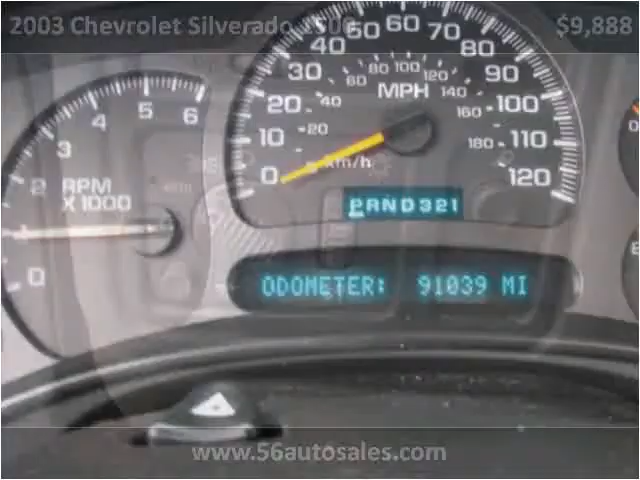 2003 Chevrolet Silverado 1500 $9,888
0 10 20 30 40 50 60 70 80 90 100 110 120
20 40 60 80 100 120 140 160 180
MPH
km/h
0 2 3 4 5 6
RPM
X 1000
PRND321
ODOMETER: 91039 MI
www.56autosales.com